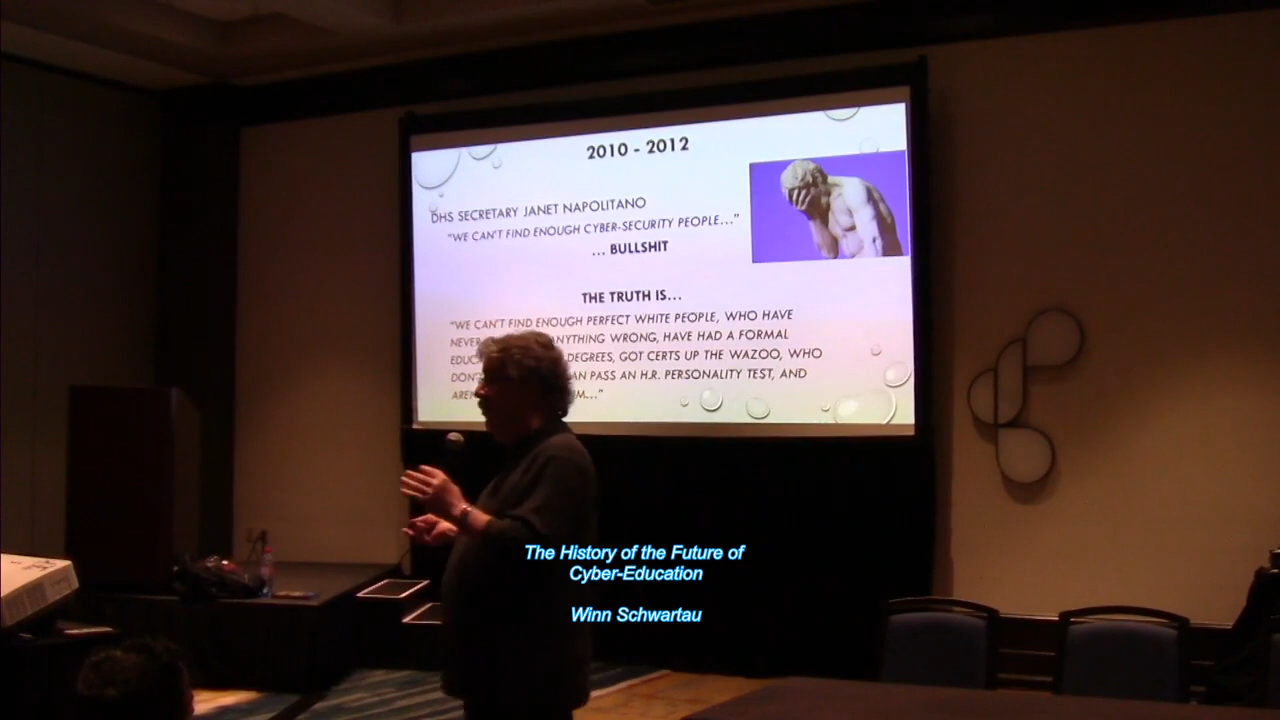 2010 - 2012
DHS SECRETARY JANET NAPOLITANO
"WE CAN'T FIND ENOUGH CYBER-SECURITY PEOPLE..."
... BULLSHIT
THE TRUTH IS...
"WE CAN'T FIND ENOUGH PERFECT WHITE PEOPLE, WHO HAVE
NEVER ANYTHING WRONG, HAVE HAD A FORMAL
DEGREES, GOT CERTS UP THE WAZOO, WHO
PASS AN H.R. PERSONALITY TEST, AND
The History of the Future of
Cyber-Education
Winn Schwartau